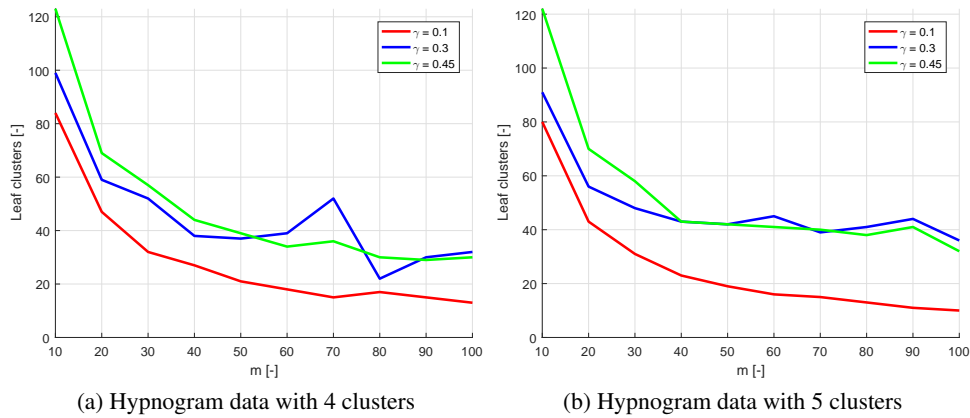 120
100
80
60
40
20
0
Leaf clusters [-]
10 20 30 40 50 60 70 80 90 100
m [-]
γ = 0.1
γ = 0.3
γ = 0.45
(a) Hypnogram data with 4 clusters
120
100
80
60
40
20
0
Leaf clusters [-]
10 20 30 40 50 60 70 80 90 100
m [-]
γ = 0.1
γ = 0.3
γ = 0.45
(b) Hypnogram data with 5 clusters